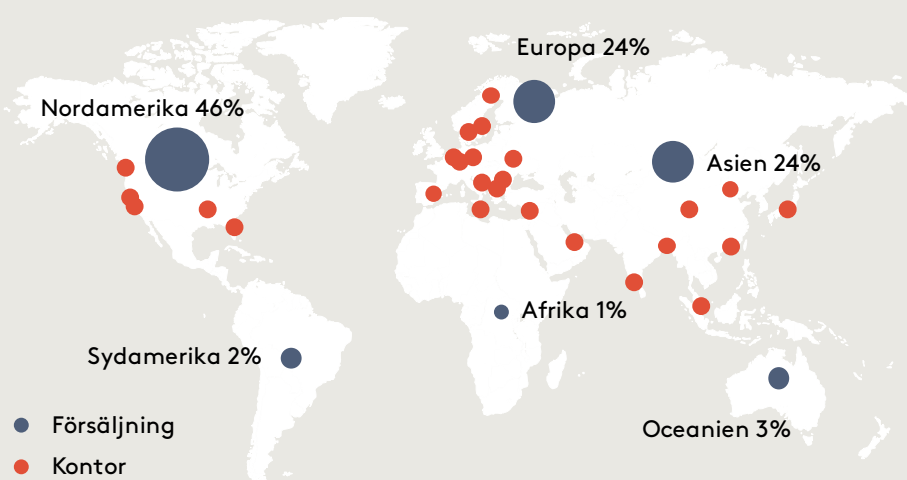 Europa 24%
Nordamerika 46%
Asien 24%
Afrika 1%
Sydamerika 2%
Oceanien 3%
Försäljning
Kontor